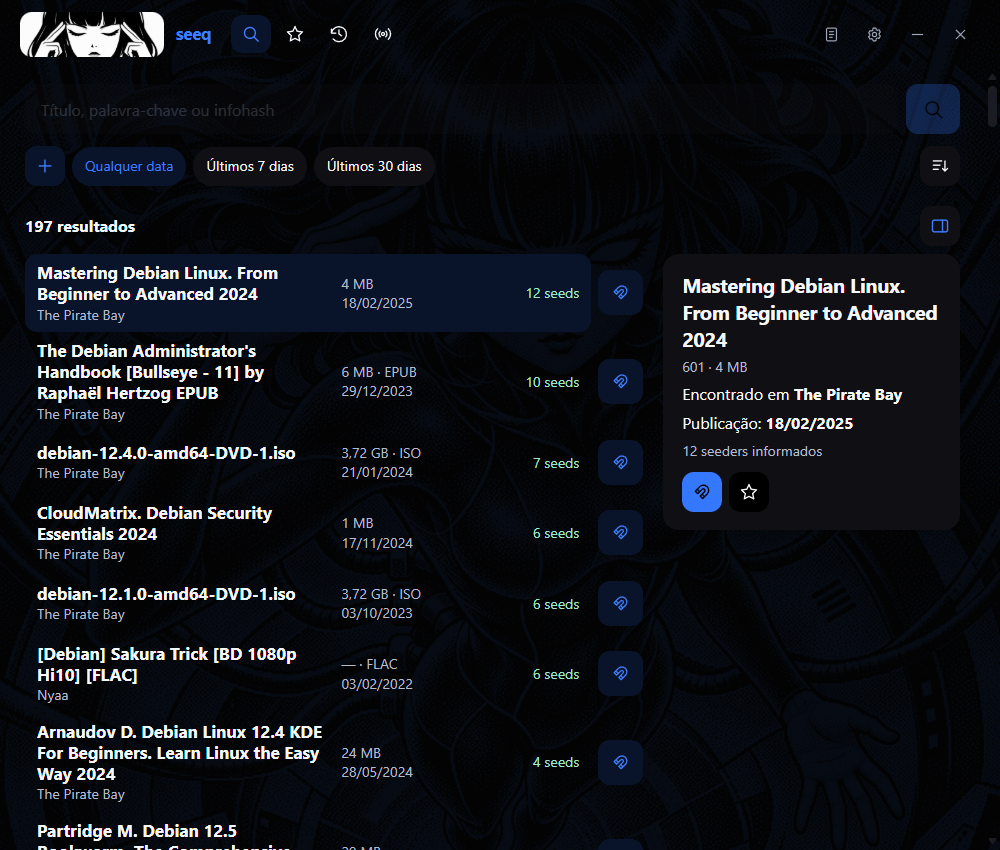 seeq
Título, palavra-chave ou infohash
Qualquer data
Últimos 7 dias
Últimos 30 dias
197 resultados
Mastering Debian Linux. From
Beginner to Advanced 2024
The Pirate Bay
4 MB
18/02/2025
12 seeds
The Debian Administrator's
Handbook [Bullseye - 11] by
Raphaël Hertzog EPUB
The Pirate Bay
6 MB · EPUB
29/12/2023
10 seeds
debian-12.4.0-amd64-DVD-1.iso
The Pirate Bay
3,72 GB · ISO
21/01/2024
7 seeds
CloudMatrix. Debian Security
Essentials 2024
The Pirate Bay
1 MB
17/11/2024
6 seeds
debian-12.1.0-amd64-DVD-1.iso
The Pirate Bay
3,72 GB · ISO
03/10/2023
6 seeds
[Debian] Sakura Trick [BD 1080p
Hi10] [FLAC]
Nyaa
— · FLAC
03/02/2022
6 seeds
Arnaudov D. Debian Linux 12.4 KDE
For Beginners. Learn Linux the Easy
Way 2024
The Pirate Bay
24 MB
28/05/2024
4 seeds
Partridge M. Debian 12.5
Mastering Debian Linux.
From Beginner to Advanced
2024
601 · 4 MB
Encontrado em The Pirate Bay
Publicação: 18/02/2025
12 seeders informados